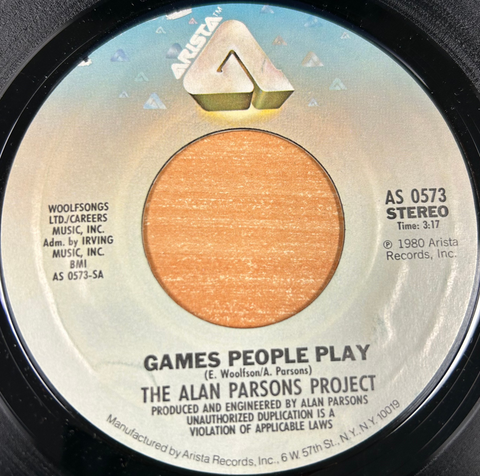 ARISTA™
WOOLFSONGS
LTD./CAREERS
MUSIC, INC.
Adm. by IRVING
MUSIC, INC.
BMI
AS 0573-SA
AS 0573
STEREO
Time: 3:17
℗ 1980 Arista
Records, Inc.
GAMES PEOPLE PLAY
(E. Woolfson/A. Parsons)
THE ALAN PARSONS PROJECT
PRODUCED AND ENGINEERED BY ALAN PARSONS
UNAUTHORIZED DUPLICATION IS A
VIOLATION OF APPLICABLE LAWS
Manufactured by Arista Records, Inc., 6 W 57th St., N.Y., N.Y. 10019